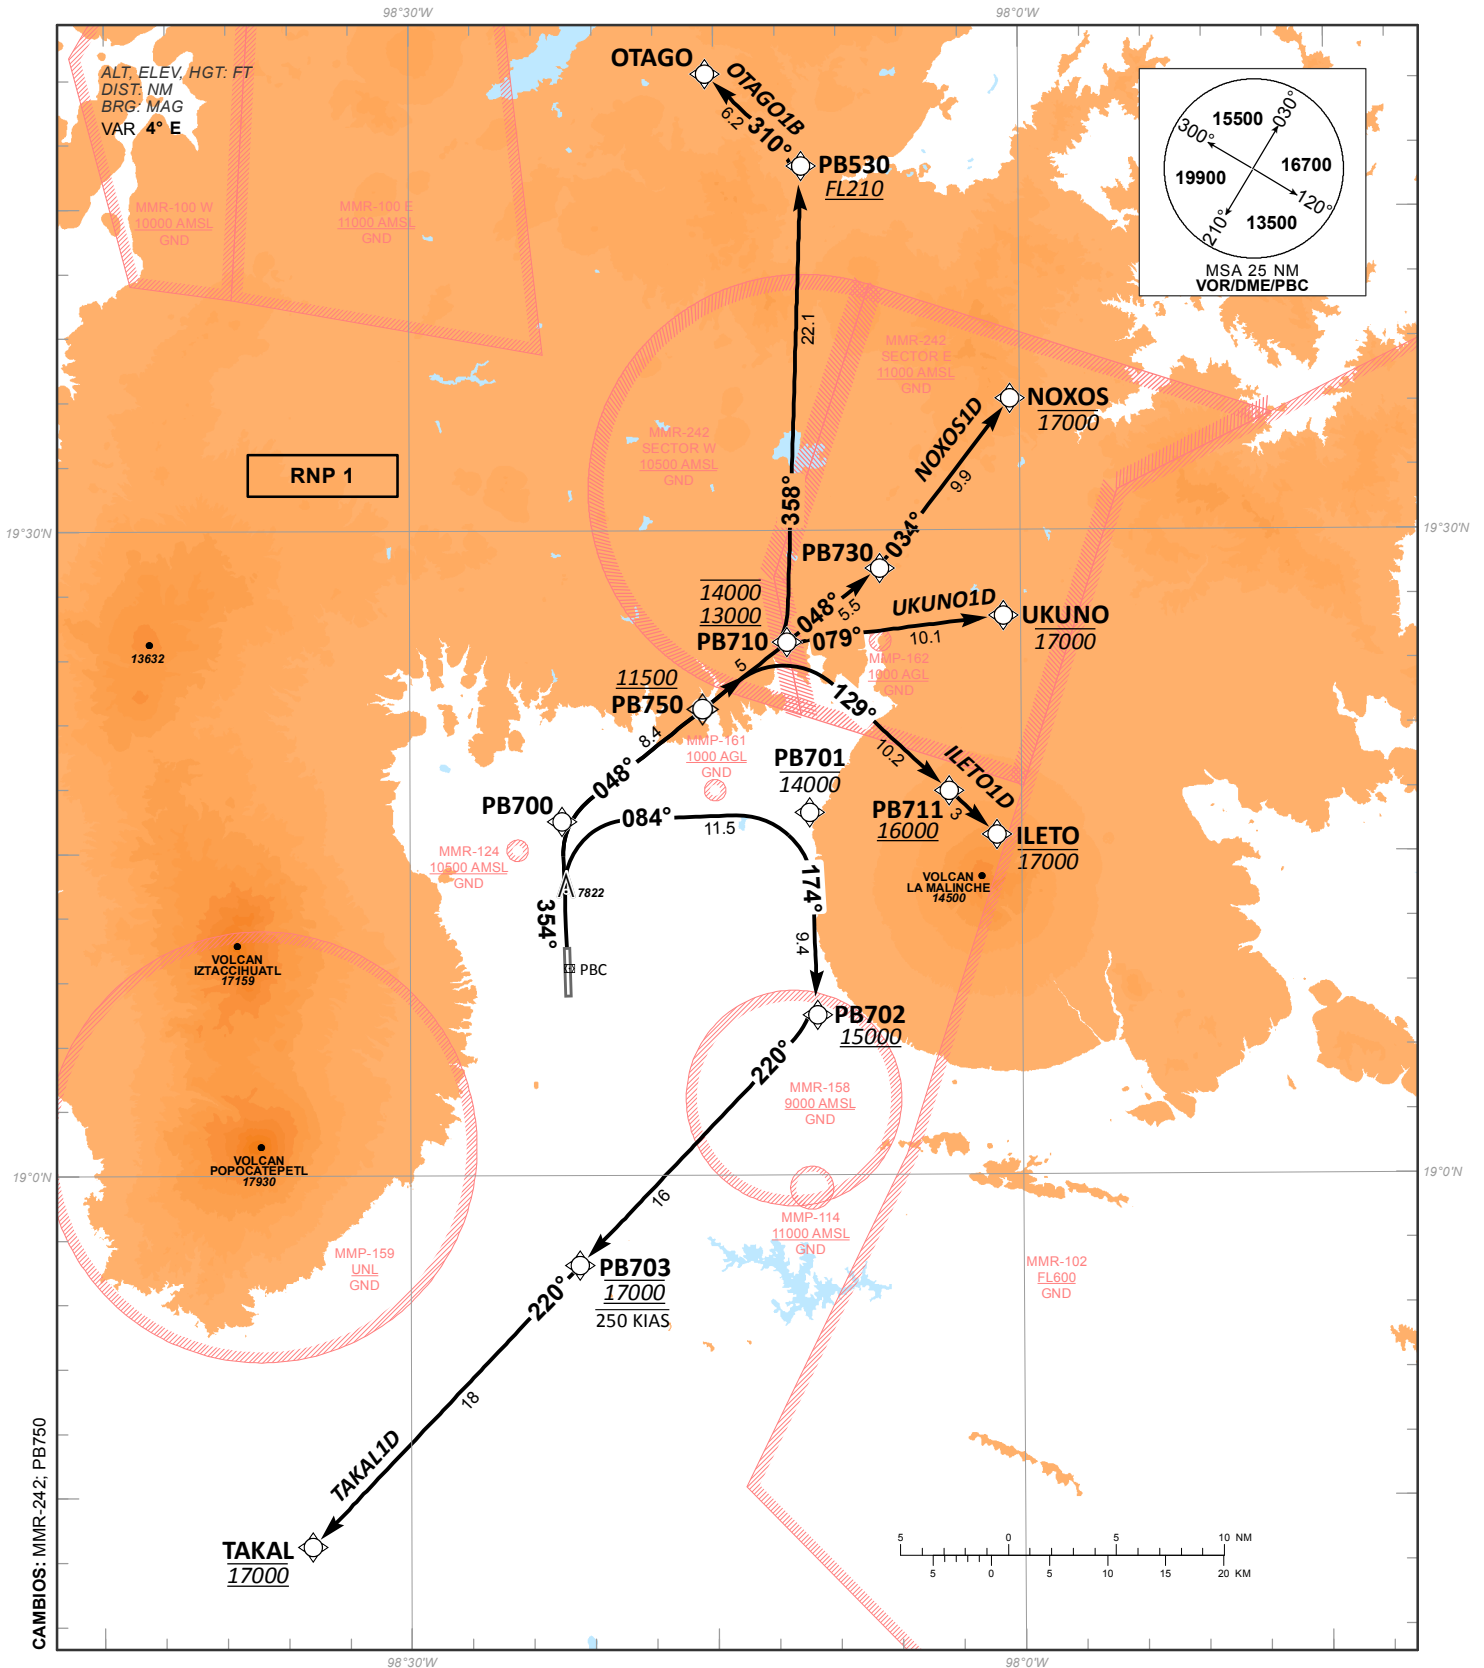 98°30'W
98°0'W
ALT, ELEV, HGT: FT
DIST: NM
BRG: MAG
VAR 4° E
OTAGO
OTAGO1B
6.2
310°
PB530
FL210
15500
030°
300°
16700
19900
120°
210°
13500
MSA 25 NM
VOR/DME/PBC
MMR-100 W
10000 AMSL
GND
MMR-100 E
11000 AMSL
GND
22.1
MMR-242
SECTOR E
11000 AMSL
GND
NOXOS
17000
NOXOS1D
9.9
MMR-242
SECTOR W
10500 AMSL
GND
RNP 1
358°
034°
19°30'N
19°30'N
PB730
14000
13000
PB710
048°
5.5
UKUNO1D
079°
10.1
UKUNO
17000
13632
MMP-162
1000 AGL
GND
5
11500
PB750
129°
8.4
MMP-161
1000 AGL
GND
10.2
ILETO1D
PB701
14000
048°
PB700
084°
11.5
PB711
16000
3
ILETO
17000
MMR-124
10500 AMSL
GND
VOLCAN
LA MALINCHE
14500
7822
354°
174°
9.4
PBC
VOLCAN
IZTACCIHUATL
17159
PB702
15000
220°
MMR-158
9000 AMSL
GND
VOLCAN
POPOCATEPETL
17930
19°0'N
19°0'N
16
MMP-114
11000 AMSL
GND
MMP-159
UNL
GND
MMR-102
FL600
GND
PB703
17000
250 KIAS
220°
18
TAKAL1D
TAKAL
17000
CAMBIOS: MMR-242; PB750
5 0 5 10 NM
5 0 5 10 15 20 KM
98°30'W
98°0'W